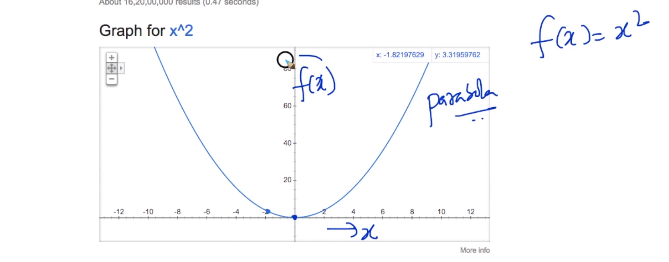 About 16,20,00,000 results (0.47 seconds)
Graph for x^2
f(x) = x²
x: -1.82197629 y: 3.31959762
80
f(x)
parabola
60
40
20
-12 -10 -8 -6 -4 -2 2 4 6 8 10 12
→ x
More info